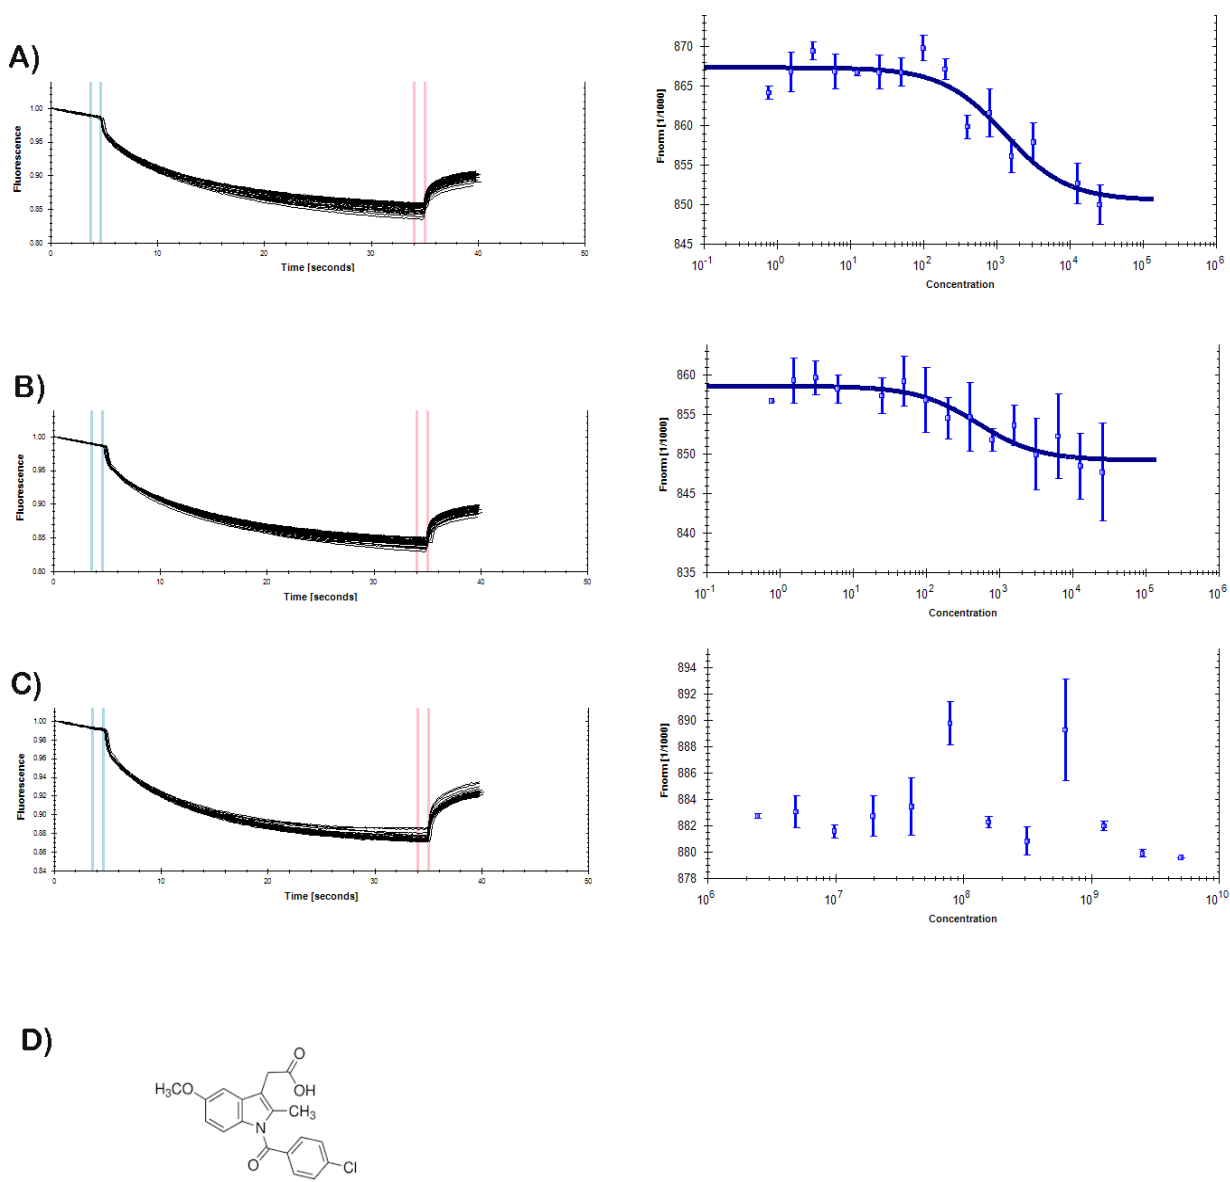 A)
Fluorescence
1.00
0.95
0.90
0.85
0.80
0 10 20 30 40 50
Time [seconds]
Fnorm [1/1000]
870
865
860
855
850
845
10-1 100 101 102 103 104 105 106
Concentration
B)
Fluorescence
1.00
0.95
0.90
0.85
0.80
0 10 20 30 40 50
Time [seconds]
Fnorm [1/1000]
860
855
850
845
840
835
10-1 100 101 102 103 104 105 106
Concentration
C)
Fluorescence
1.00
0.98
0.96
0.94
0.92
0.90
0.88
0.86
0.84
0 10 20 30 40 50
Time [seconds]
Fnorm [1/1000]
894
892
890
888
886
884
882
880
878
106 107 108 109 1010
Concentration
D)
O
H3CO OH
CH3
N
O
Cl